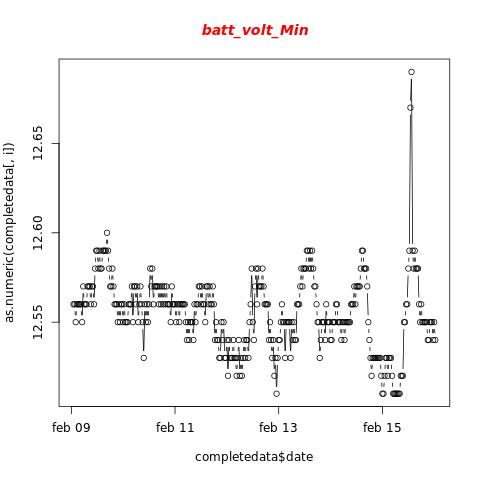 batt_volt_Min
as.numeric(completedata[, i])
12.65
12.60
12.55
feb 09 feb 11 feb 13 feb 15
completedata$date